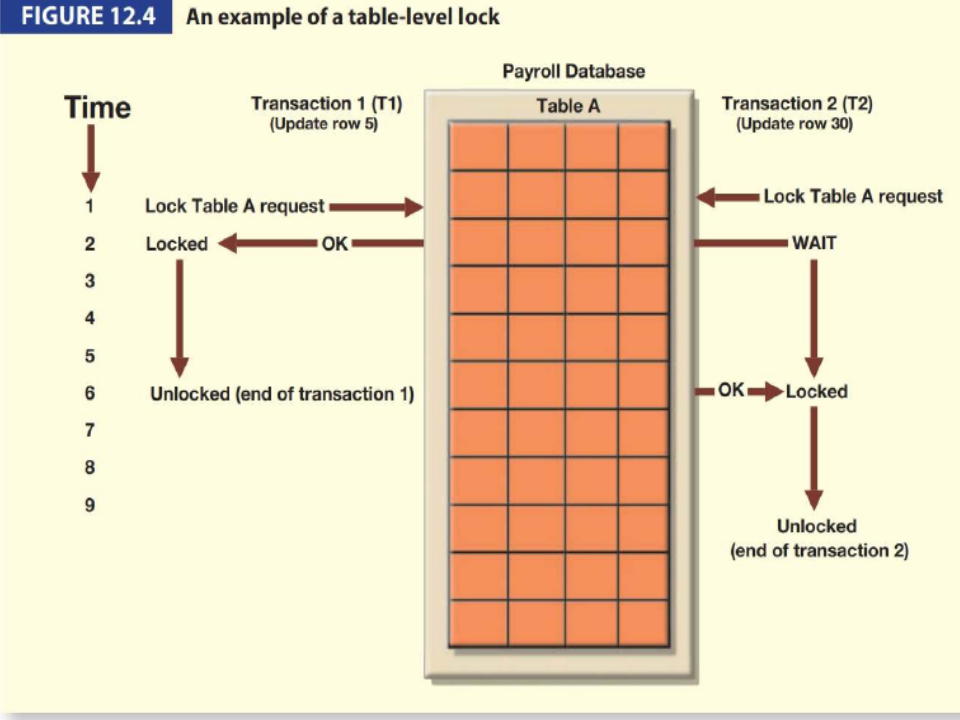 FIGURE 12.4 An example of a table-level lock
Payroll Database
Time
Transaction 1 (T1)
(Update row 5)
Table A
Transaction 2 (T2)
(Update row 30)
1 Lock Table A request
Lock Table A request
2 Locked OK
WAIT
3
4
5
6 Unlocked (end of transaction 1)
OK Locked
7
8
9
Unlocked
(end of transaction 2)